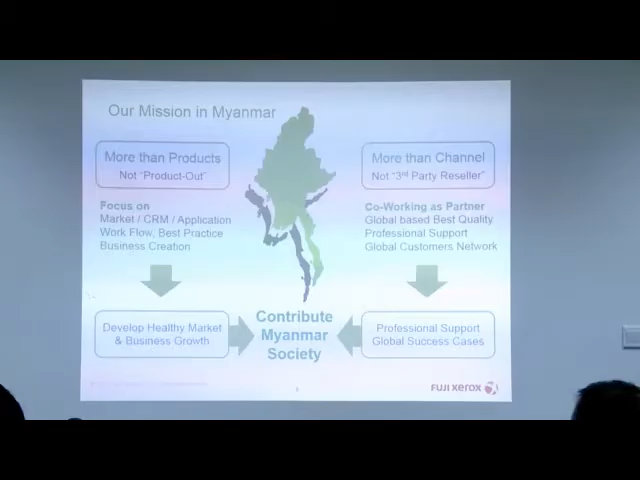 Our Mission in Myanmar
More than Products
Not "Product-Out"
More than Channel
Not "3rd Party Reseller"
Focus on
Market / CRM / Application
Work Flow, Best Practice
Business Creation
Co-Working as Partner
Global based Best Quality
Professional Support
Global Customers Network
Develop Healthy Market
& Business Growth
Contribute
Myanmar
Society
Professional Support
Global Success Cases
FUJI XEROX